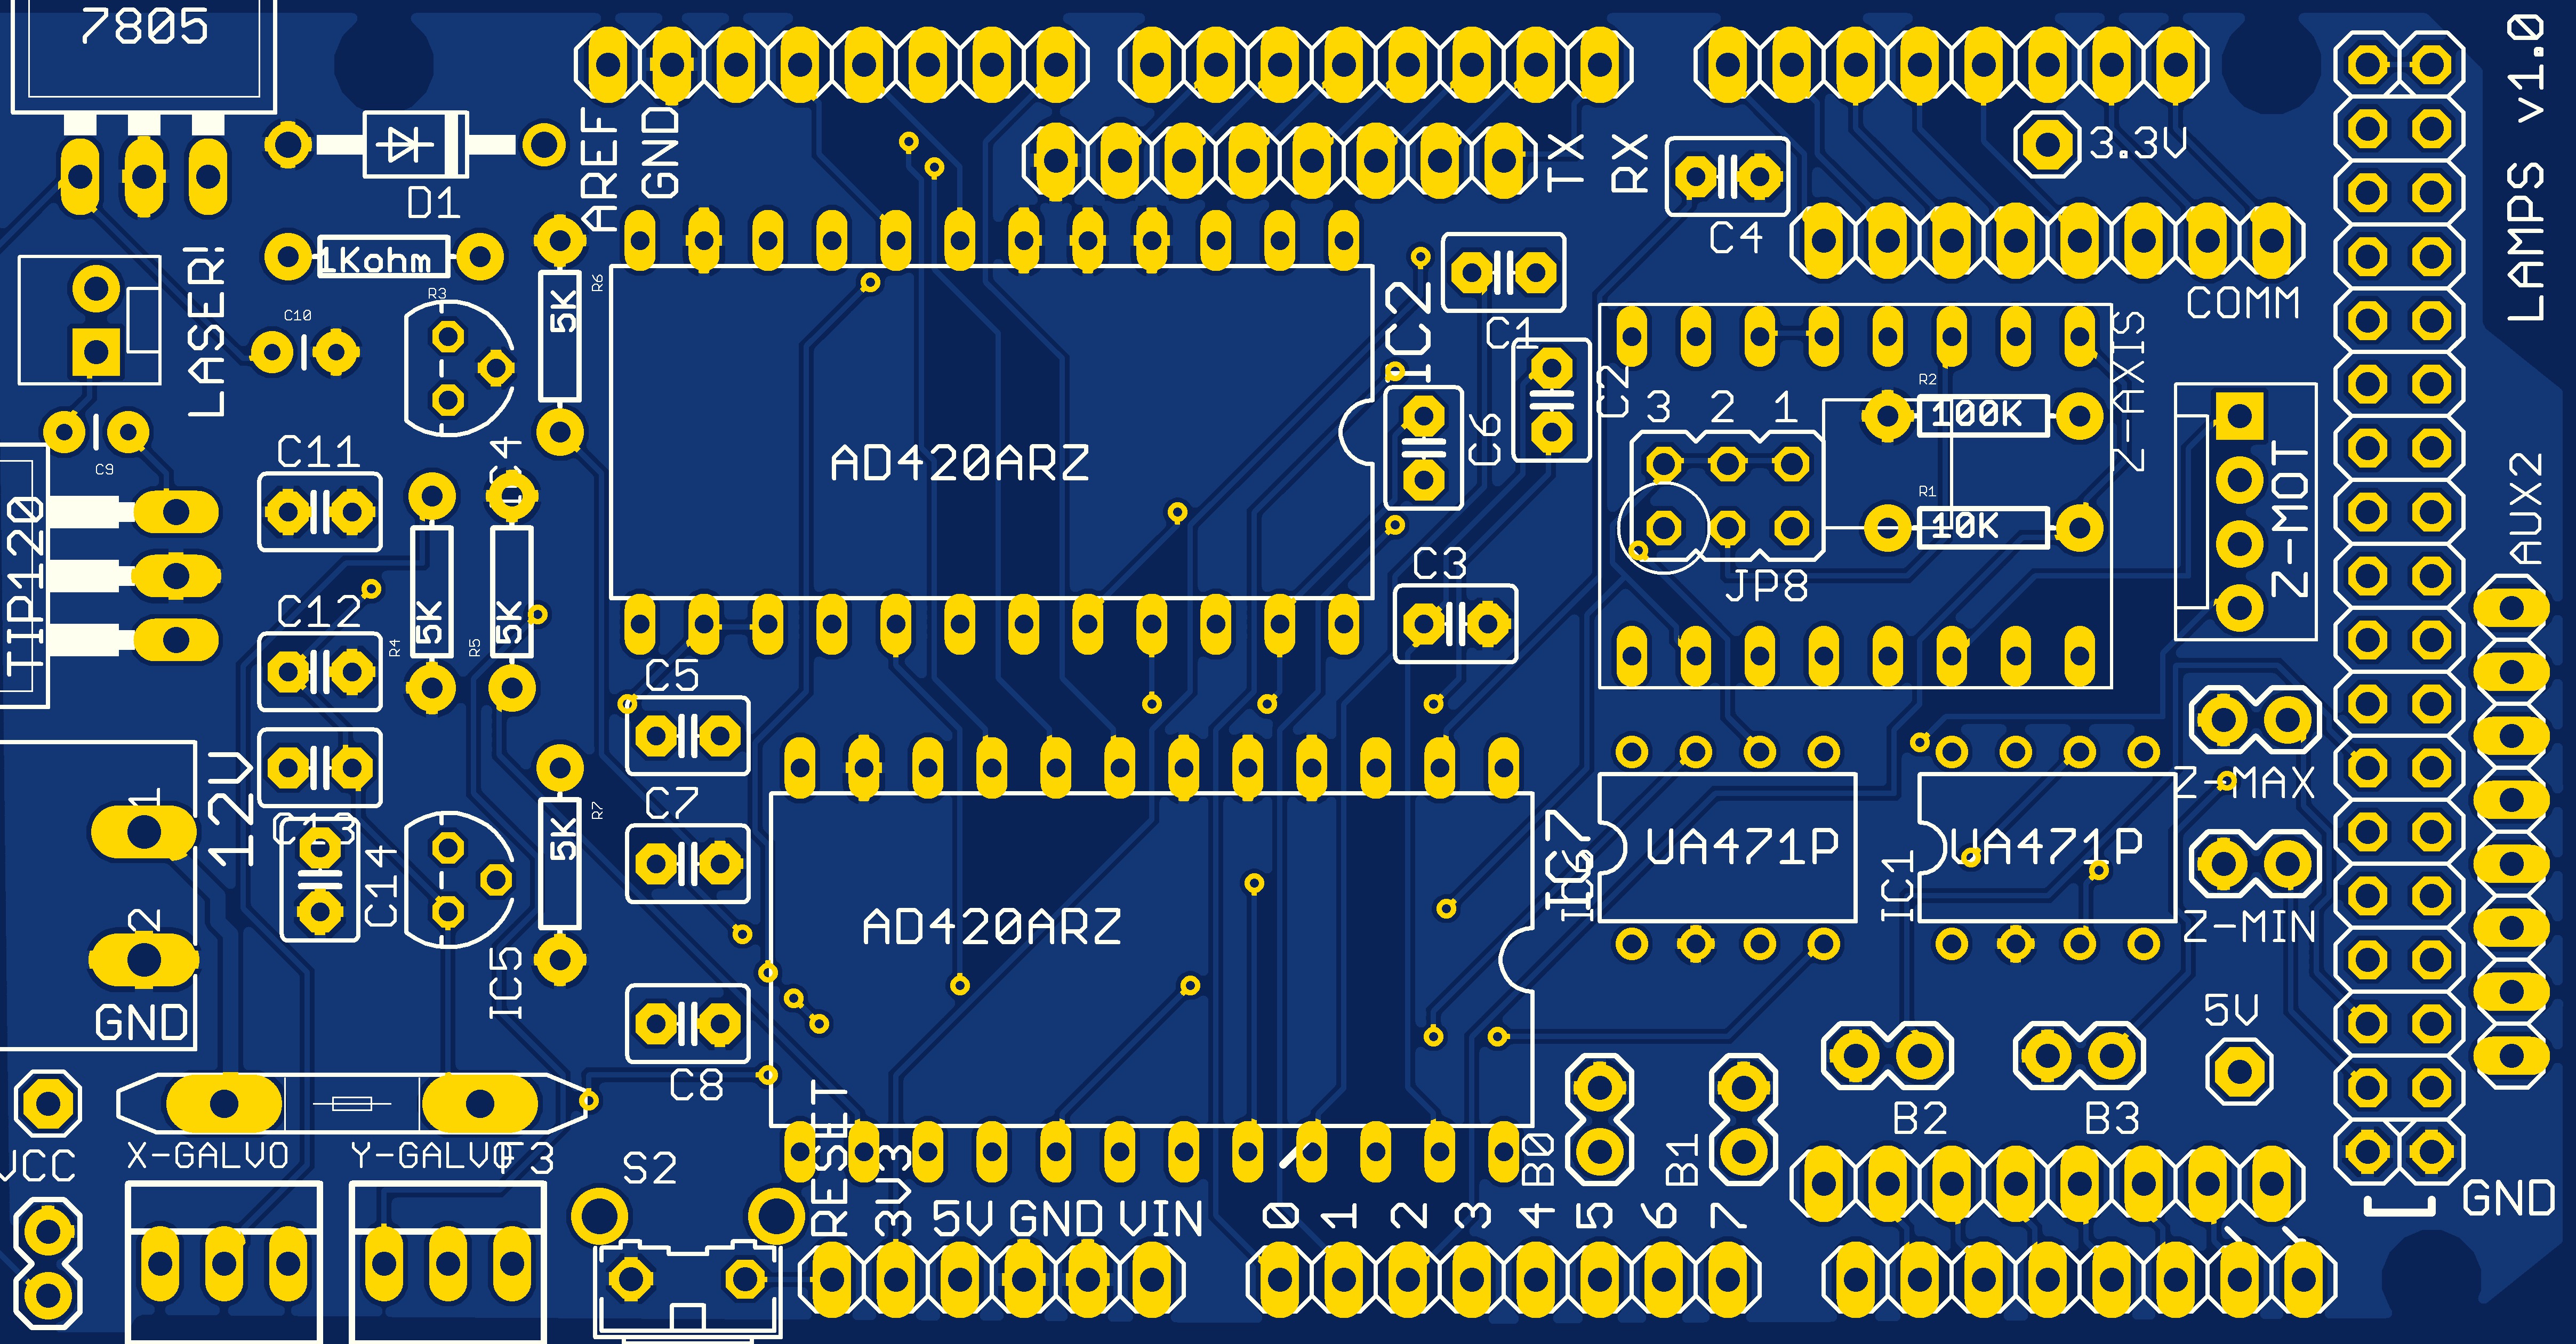 7805
D1
AREF
GND
TX
RX
C4
3.3V
LAMPS v1.0
1Kohm
R3
LASER!
C10
5K
R6
IC2
C1
C2
COMM
Z-AXIS
AD420ARZ
C6
3 2 1
R2
100K
R1
10K
JP8
Z-MOT
AUX2
C9
C11
TIP120
C12
5K
R4
5K
R5
C3
C5
12V
1
2
GND
C13
C14
IC5
5K
R7
C7
AD420ARZ
IC7
IC6
UA471P
IC1
UA471P
Z-MAX
Z-MIN
5V
C8
X-GALVO
Y-GALVO
F3
VCC
S2
RESET
3V3
5V
GND
VIN
0
1
2
3
4
5
6
7
B0
B1
B2
B3
GND